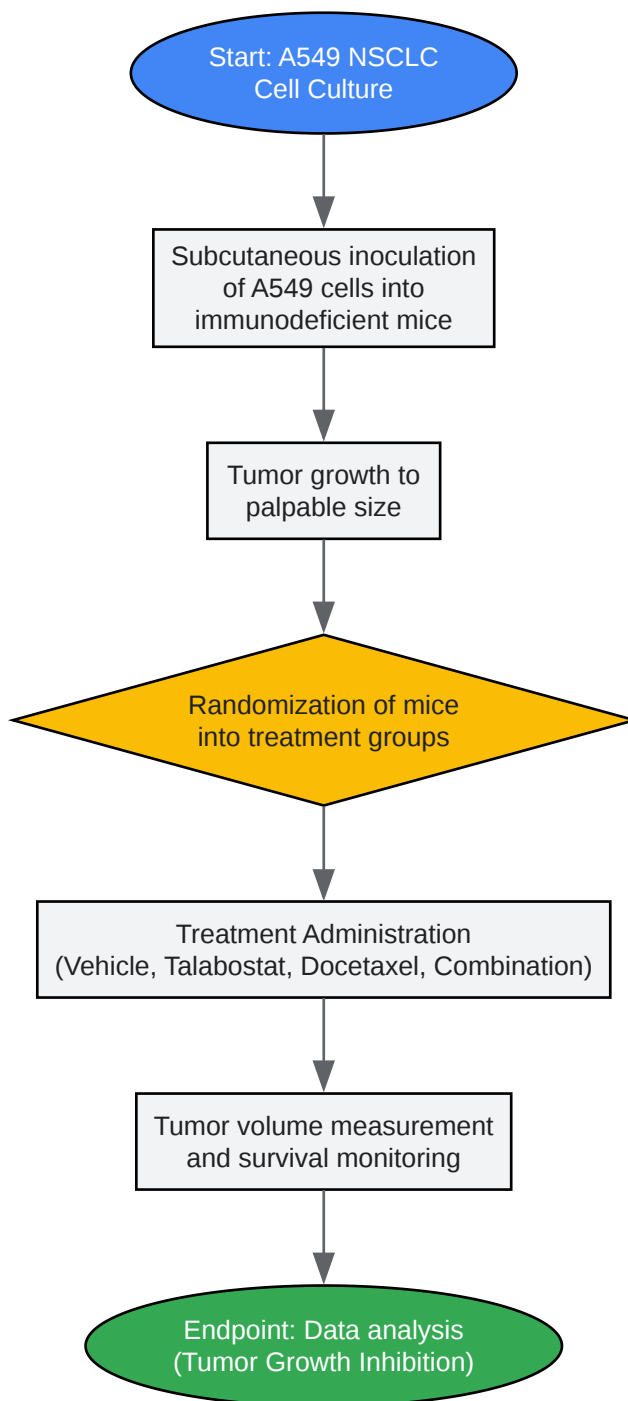 Start: A549 NSCLC
Cell Culture
Subcutaneous inoculation
of A549 cells into
immunodeficient mice
Tumor growth to
palpable size
Randomization of mice
into treatment groups
Treatment Administration
(Vehicle, Talabostat, Docetaxel, Combination)
Tumor volume measurement
and survival monitoring
Endpoint: Data analysis
(Tumor Growth Inhibition)